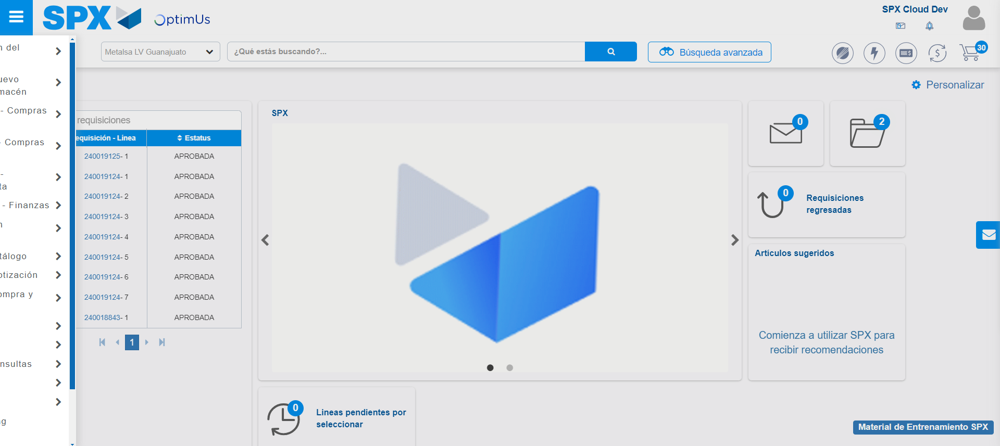 SPX
OptimUs
SPX Cloud Dev
Metalsa LV Guanajuato
¿Qué estás buscando?...
Búsqueda avanzada
30
Personalizar
n del
uevo
macén
- Compras
- Compras
-
ta
- Finanzas
n
tálogo
otización
ompra y
nsultas
g
requisiciones
equisición - Línea
Estatus
240019125- 1 APROBADA
240019124- 1 APROBADA
240019124- 2 APROBADA
240019124- 3 APROBADA
240019124- 4 APROBADA
240019124- 5 APROBADA
240019124- 6 APROBADA
240019124- 7 APROBADA
240018843- 1 APROBADA
1
SPX
0
2
0
Requisiciones
regresadas
Artículos sugeridos
Comienza a utilizar SPX para
recibir recomendaciones
0
Lineas pendientes por
seleccionar
Material de Entrenamiento SPX